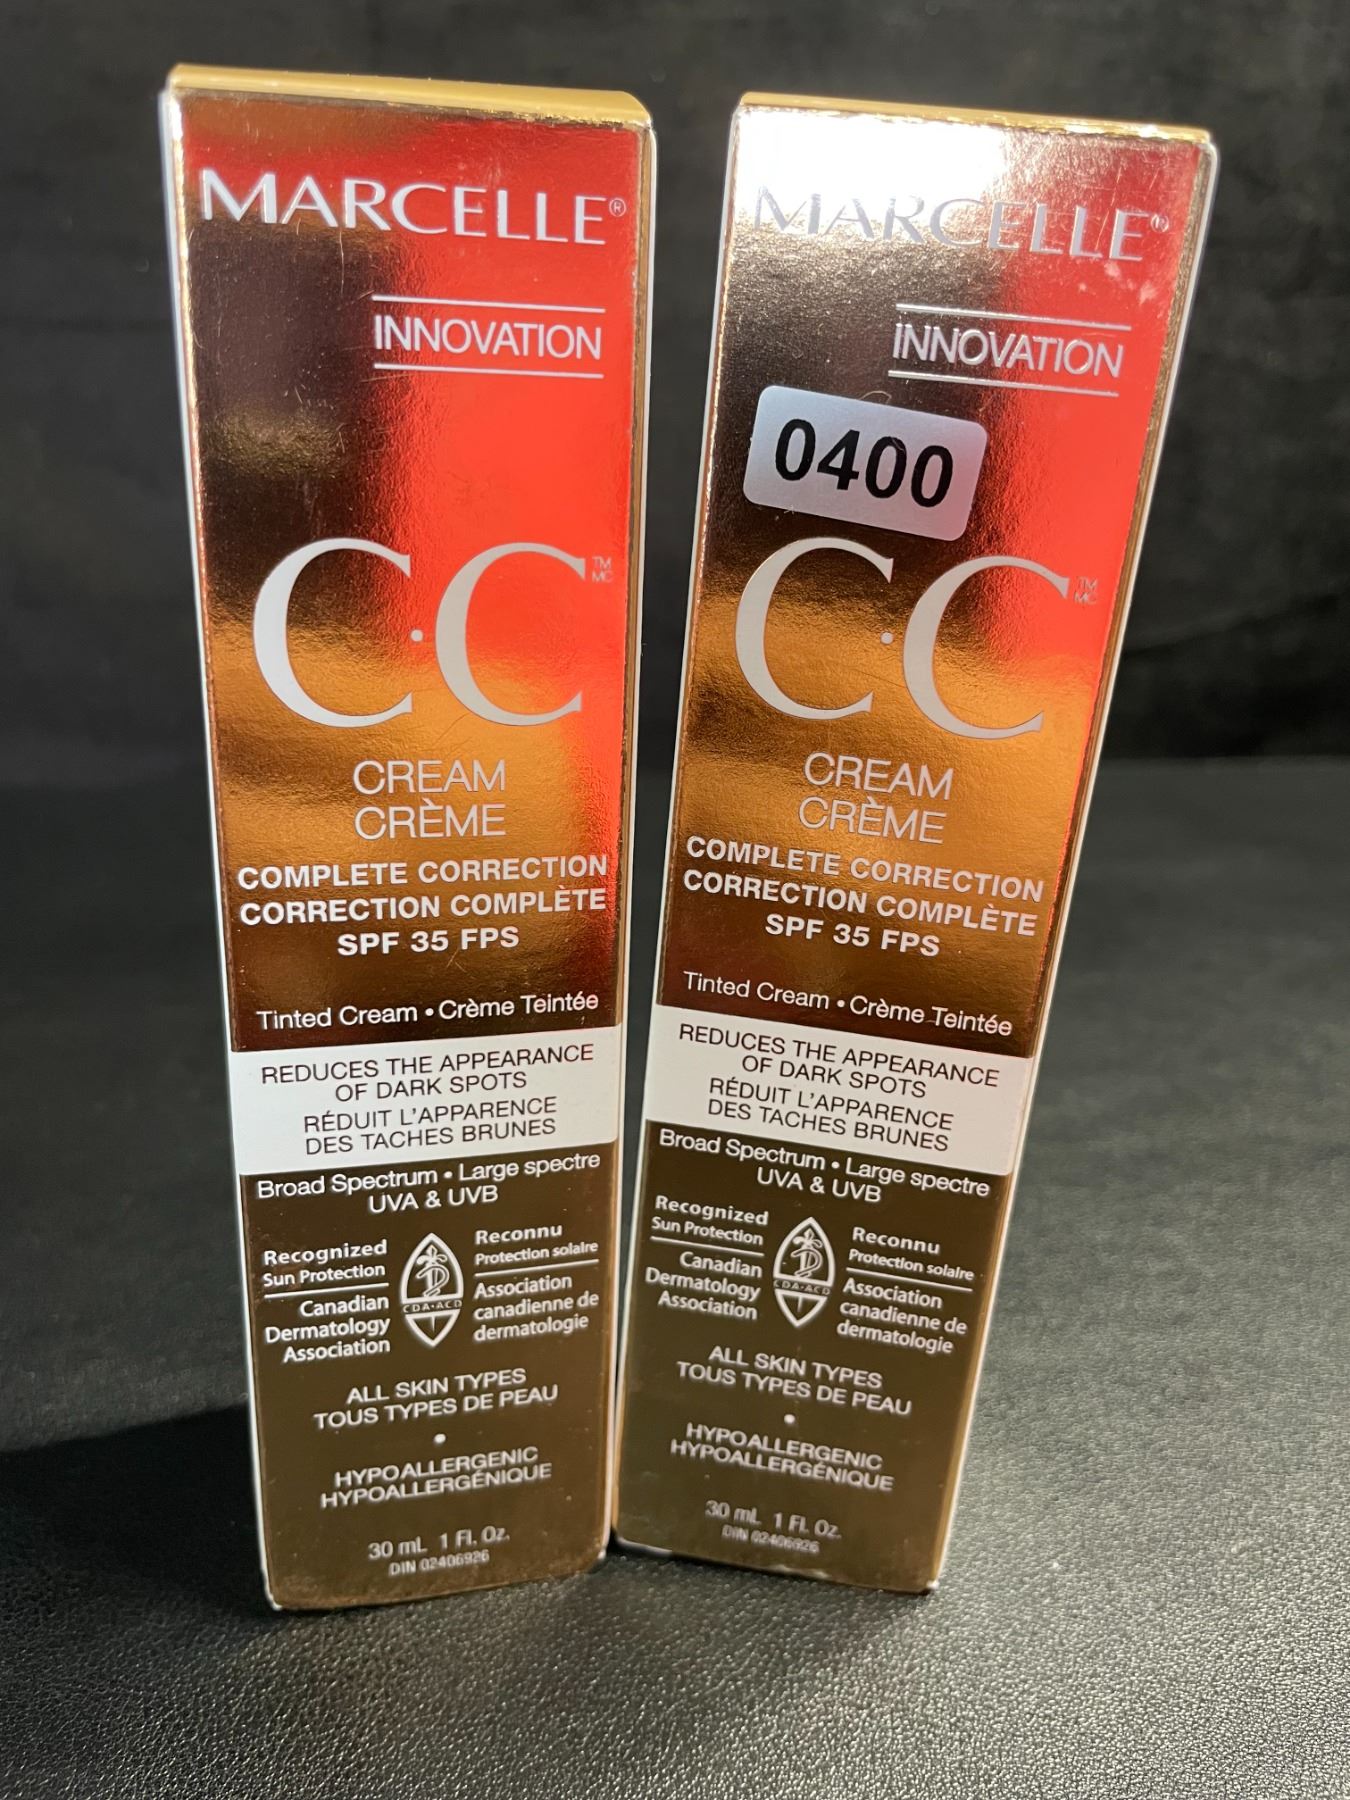 MARCELLE®
INNOVATION
C·C™ MC
CREAM
CRÈME
COMPLETE CORRECTION
CORRECTION COMPLÈTE
SPF 35 FPS
Tinted Cream • Crème Teintée
REDUCES THE APPEARANCE
OF DARK SPOTS
RÉDUIT L'APPARENCE
DES TACHES BRUNES
Broad Spectrum • Large spectre
UVA & UVB
Recognized
Sun Protection
Canadian
Dermatology
Association
CDA·ACD
Reconnu
Protection solaire
Association
canadienne de
dermatologie
ALL SKIN TYPES
TOUS TYPES DE PEAU
•
HYPOALLERGENIC
HYPOALLERGÉNIQUE
30 mL 1 Fl. Oz.
DIN 02406926
MARCELLE®
INNOVATION
0400
C·C™ MC
CREAM
CRÈME
COMPLETE CORRECTION
CORRECTION COMPLÈTE
SPF 35 FPS
Tinted Cream • Crème Teintée
REDUCES THE APPEARANCE
OF DARK SPOTS
RÉDUIT L'APPARENCE
DES TACHES BRUNES
Broad Spectrum • Large spectre
UVA & UVB
Recognized
Sun Protection
Canadian
Dermatology
Association
CDA·ACD
Reconnu
Protection solaire
Association
canadienne de
dermatologie
ALL SKIN TYPES
TOUS TYPES DE PEAU
•
HYPOALLERGENIC
HYPOALLERGÉNIQUE
30 mL 1 Fl. Oz.
DIN 02406926